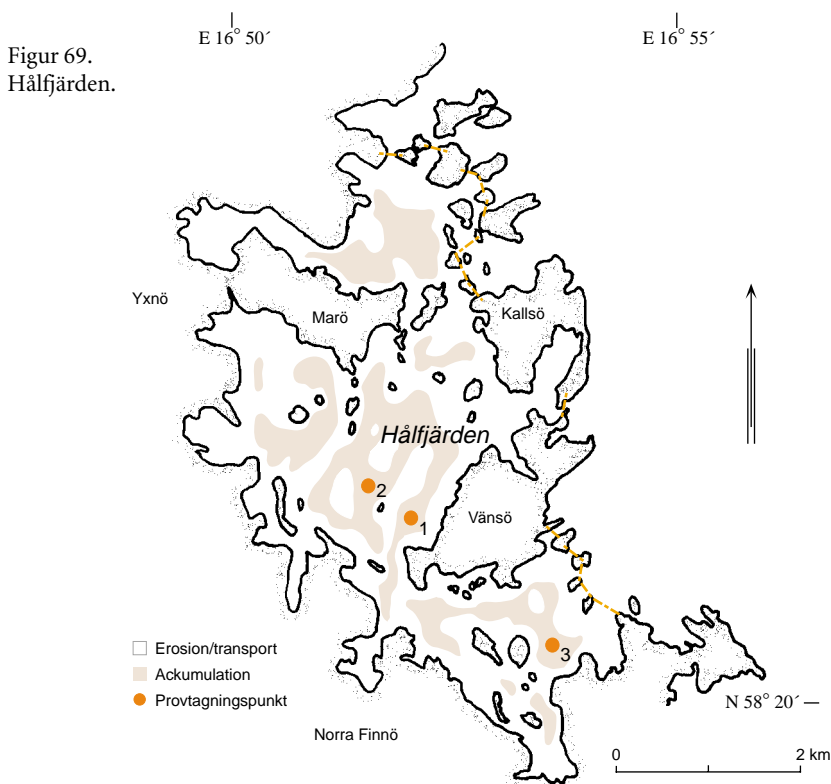 E 16° 50´
E 16° 55´
Figur 69.
Hålfjärden.
Yxnö
Marö
Kallsö
Hålfjärden
2
1
Vänsö
3
Erosion/transport
Ackumulation
Provtagningspunkt
N 58° 20´
Norra Finnö
0
2 km